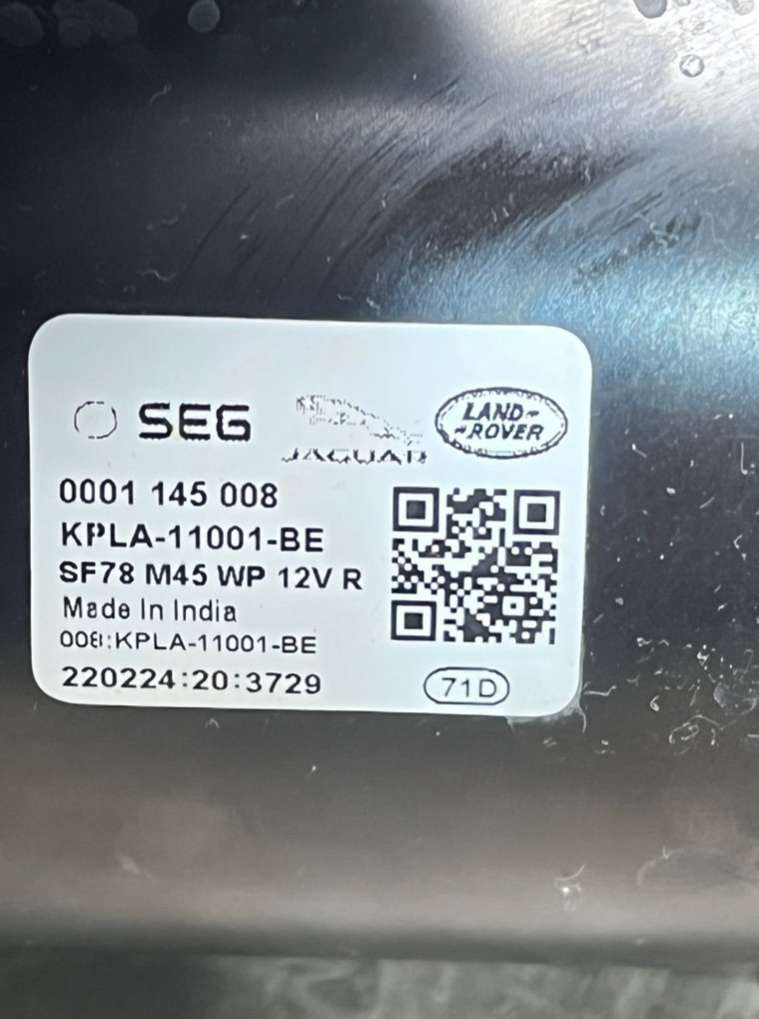 SEG JAGUAR LAND ROVER
0001 145 008
KPLA-11001-BE
SF78 M45 WP 12V R
Made In India
008:KPLA-11001-BE
220224:20:3729 71D